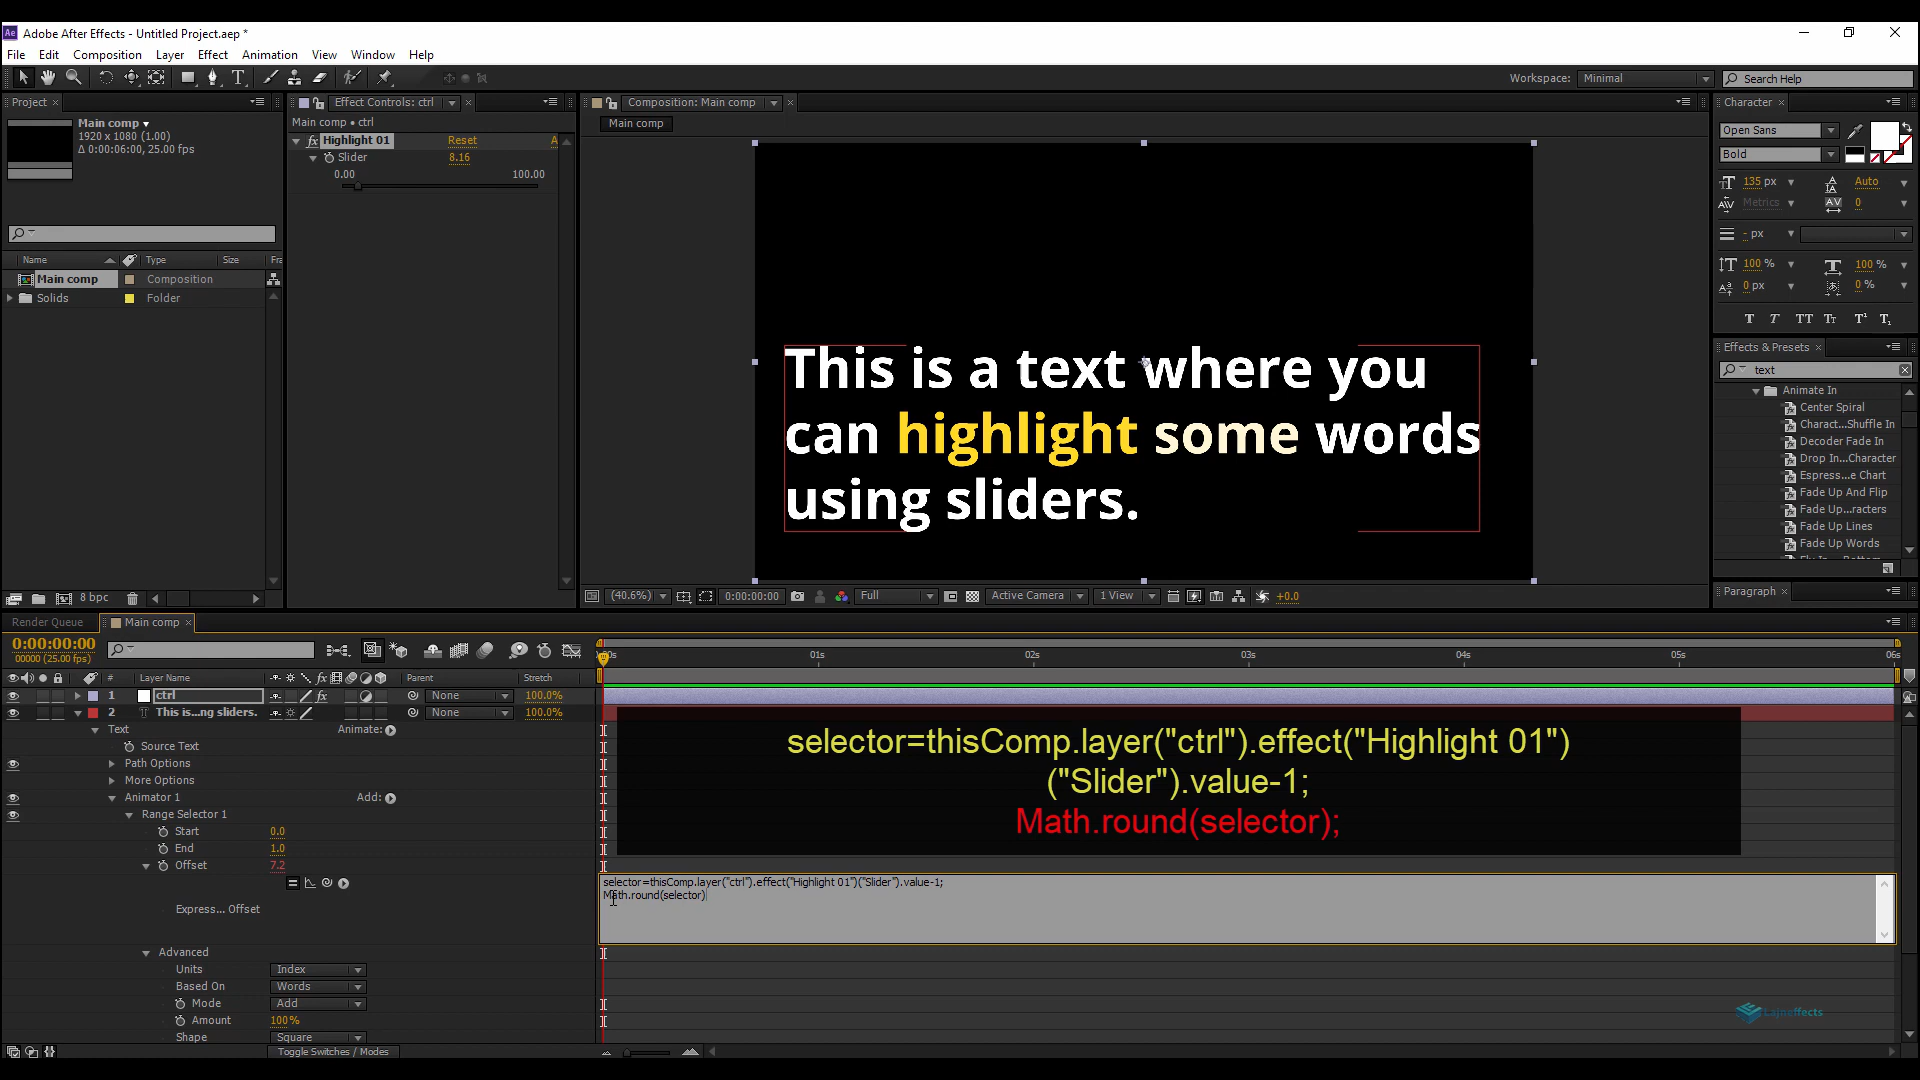 Adobe After Effects - Untitled Project.aep *
File Edit Composition Layer Effect Animation View Window Help
Workspace: Minimal Search Help
Project
Main comp
1920 x 1080 (1.00)
Δ 0:00:06:00, 25.00 fps
Name Type Size Fra
Main comp Composition
Solids Folder
8 bpc
Effect Controls: ctrl
Main comp • ctrl
Highlight 01 Reset A
Slider 8.16
0.00 100.00
Composition: Main comp
Main comp
This is a text where you
can highlight some words
using sliders.
(40.6%) 0:00:00:00 Full Active Camera 1 View +0.0
Character
Open Sans
Bold
135 px Auto
Metrics 0
- px
100 % 100 %
0 px 0 %
T T TT Tt T¹ T₁
Effects & Presets
text
Animate In
Center Spiral
Charact...Shuffle In
Decoder Fade In
Drop In...Character
Express...e Chart
Fade Up And Flip
Fade Up...racters
Fade Up Lines
Fade Up Words
Paragraph
Render Queue Main comp
0:00:00:00
00000 (25.00 fps)
01s 02s 03s 04s 05s 06s
# Layer Name Parent Stretch
1 ctrl None 100.0%
2 This is...ng sliders. None 100.0%
Text Animate:
Source Text
Path Options
More Options
Animator 1 Add:
Range Selector 1
Start 0.0
End 1.0
Offset 7.2
Express... Offset
Advanced
Units Index
Based On Words
Mode Add
Amount 100%
Shape Square
Toggle Switches / Modes
selector=thisComp.layer("ctrl").effect("Highlight 01")
("Slider").value-1;
Math.round(selector);
selector=thisComp.layer("ctrl").effect("Highlight 01")("Slider").value-1;
Math.round(selector)
Lajneffects